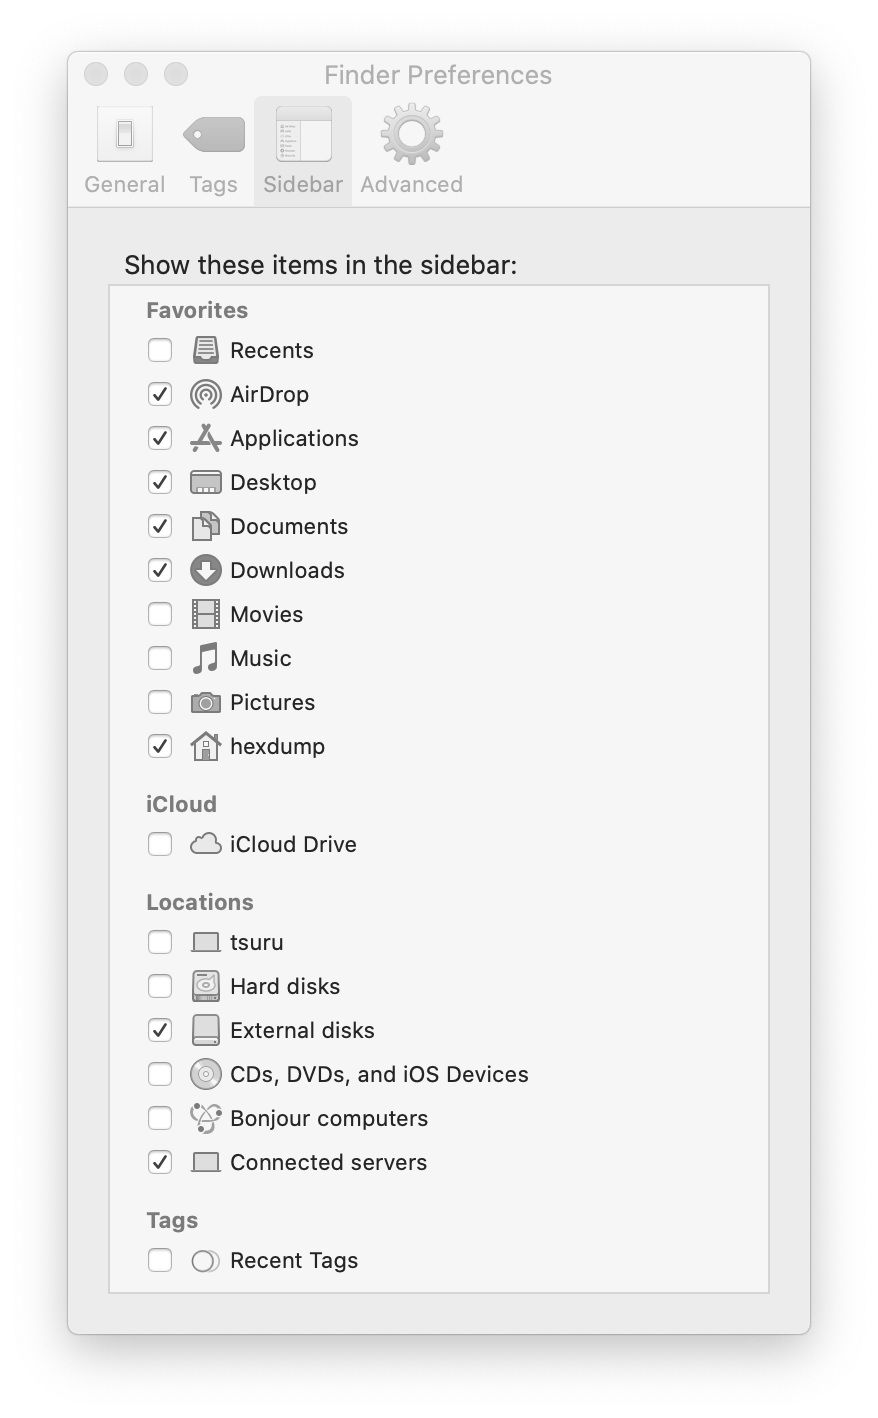 Finder Preferences
General Tags Sidebar Advanced
Show these items in the sidebar:
Favorites
Recents
AirDrop
Applications
Desktop
Documents
Downloads
Movies
Music
Pictures
hexdump
iCloud
iCloud Drive
Locations
tsuru
Hard disks
External disks
CDs, DVDs, and iOS Devices
Bonjour computers
Connected servers
Tags
Recent Tags